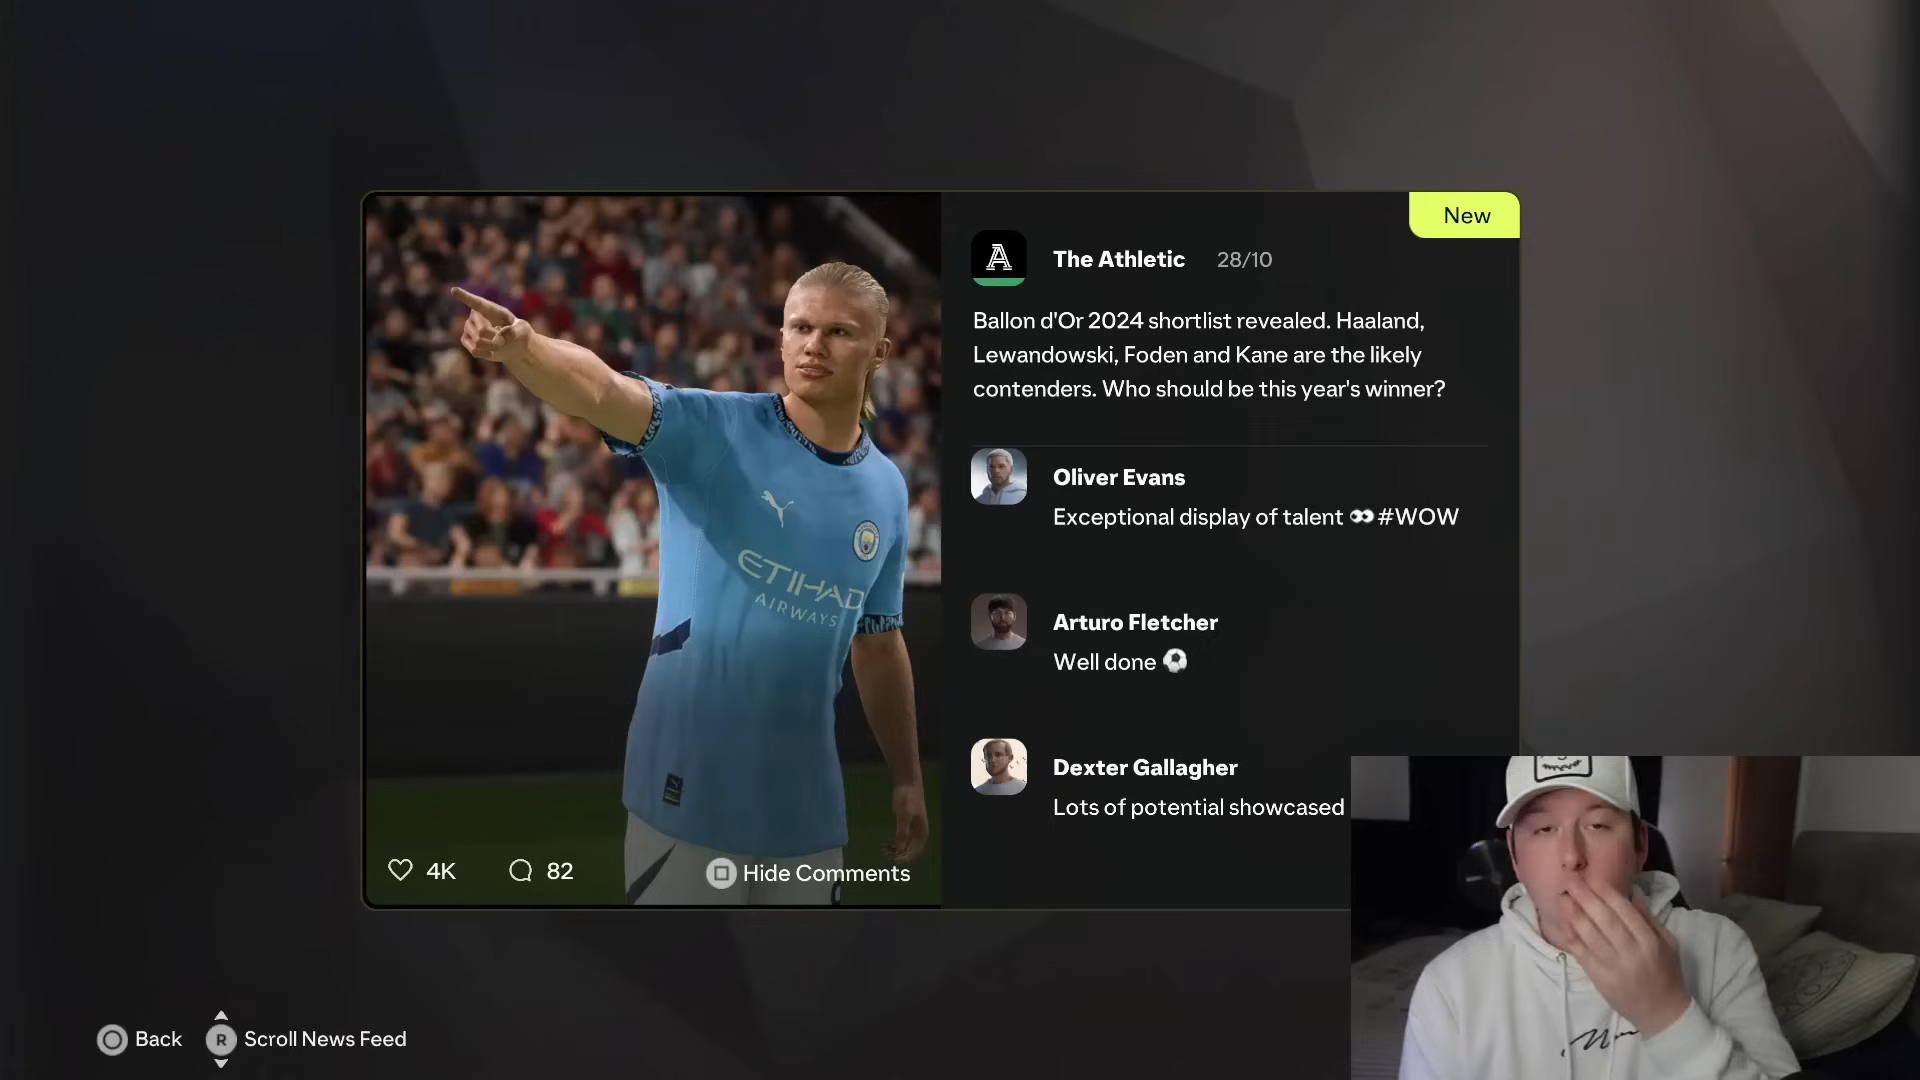 New
The Athletic 28/10
Ballon d'Or 2024 shortlist revealed. Haaland,
Lewandowski, Foden and Kane are the likely
contenders. Who should be this year's winner?
Oliver Evans
Exceptional display of talent 👀#WOW
Arturo Fletcher
Well done ⚽
Dexter Gallagher
Lots of potential showcased
ETIHAD
AIRWAYS
4K 82 Hide Comments
Back R Scroll News Feed